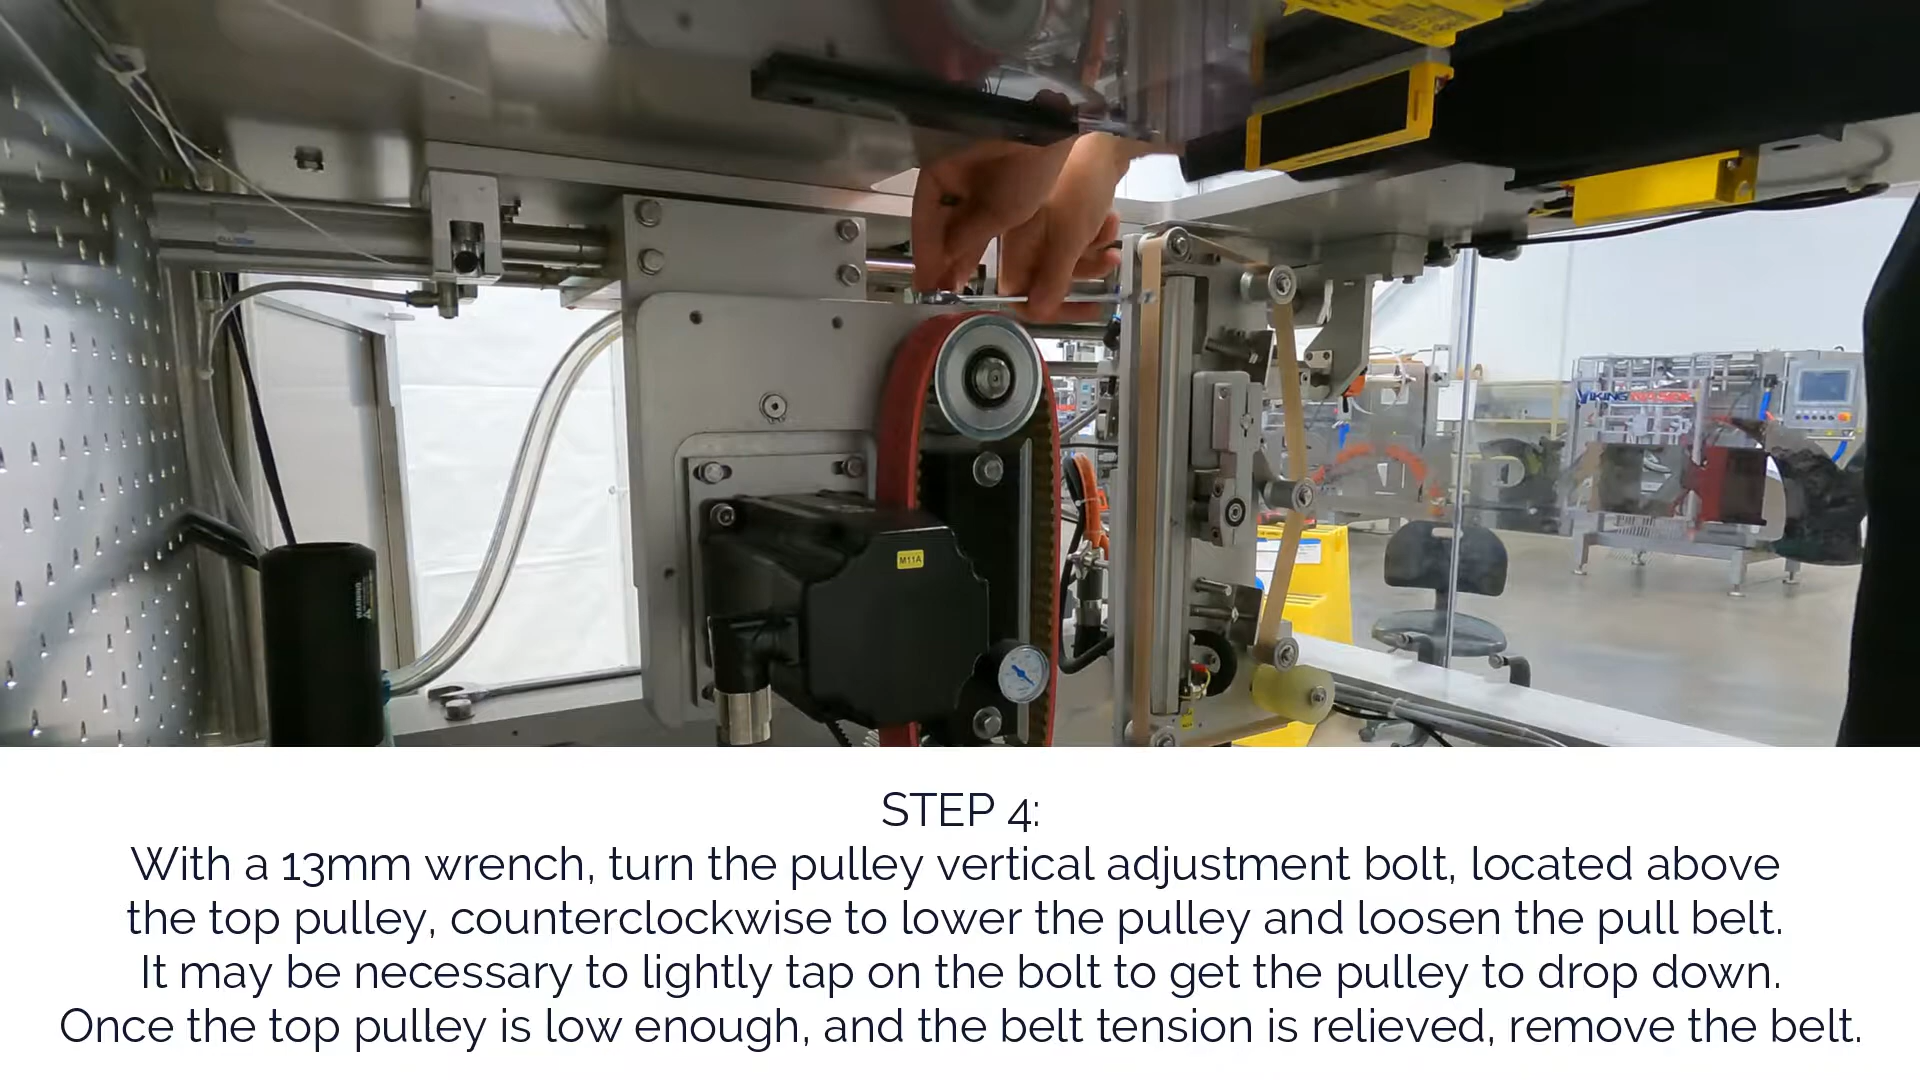 VIKING MASEK
M11A
WARNING
STEP 4:
With a 13mm wrench, turn the pulley vertical adjustment bolt, located above
the top pulley, counterclockwise to lower the pulley and loosen the pull belt.
It may be necessary to lightly tap on the bolt to get the pulley to drop down.
Once the top pulley is low enough, and the belt tension is relieved, remove the belt.